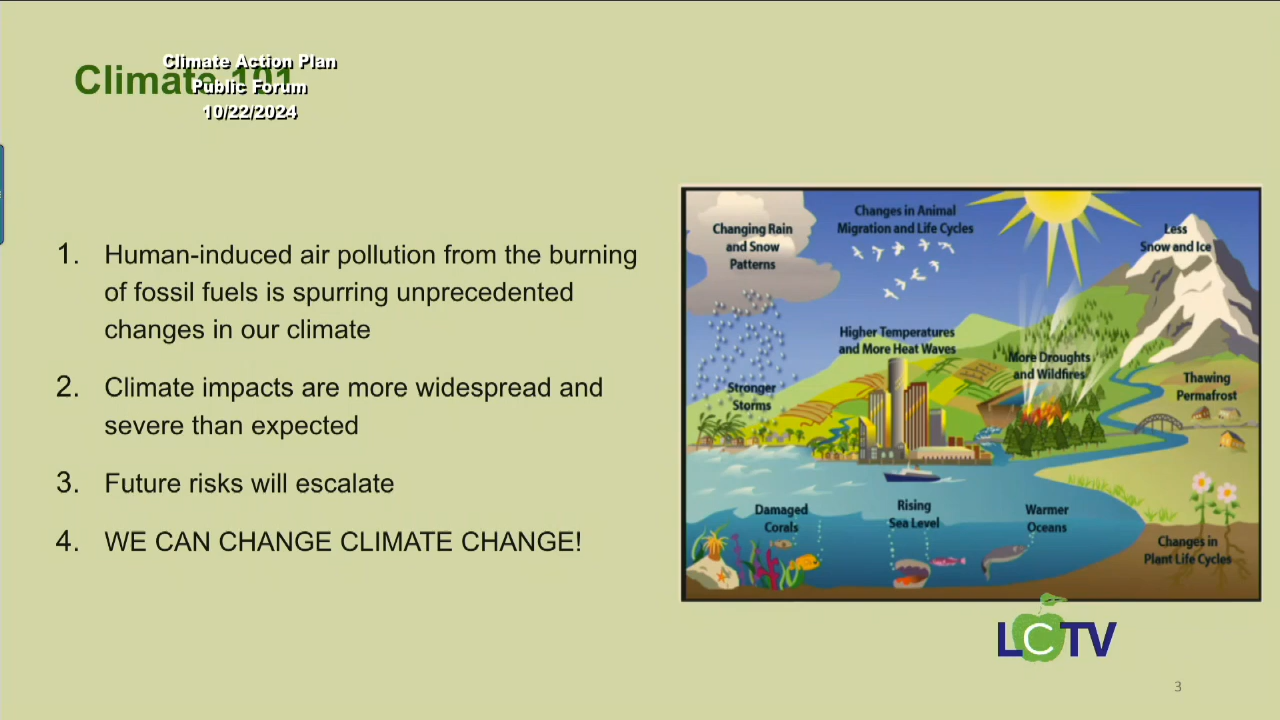 Climate 101
Climate Action Plan
Public Forum
10/22/2024
1. Human-induced air pollution from the burning
of fossil fuels is spurring unprecedented
changes in our climate
2. Climate impacts are more widespread and
severe than expected
3. Future risks will escalate
4. WE CAN CHANGE CLIMATE CHANGE!
Changing Rain
and Snow
Patterns
Changes in Animal
Migration and Life Cycles
Less
Snow and Ice
Higher Temperatures
and More Heat Waves
More Droughts
and Wildfires
Stronger
Storms
Thawing
Permafrost
Damaged
Corals
Rising
Sea Level
Warmer
Oceans
Changes in
Plant Life Cycles
LCTV
3